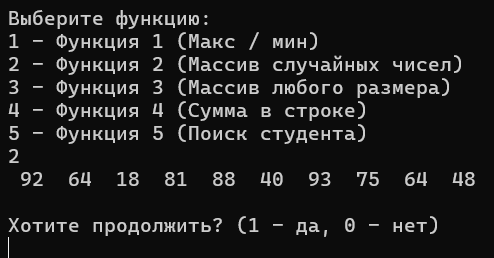 Выберите функцию:
1 - Функция 1 (Макс / мин)
2 - Функция 2 (Массив случайных чисел)
3 - Функция 3 (Массив любого размера)
4 - Функция 4 (Сумма в строке)
5 - Функция 5 (Поиск студента)
2
92 64 18 81 88 40 93 75 64 48
Хотите продолжить? (1 - да, 0 - нет)